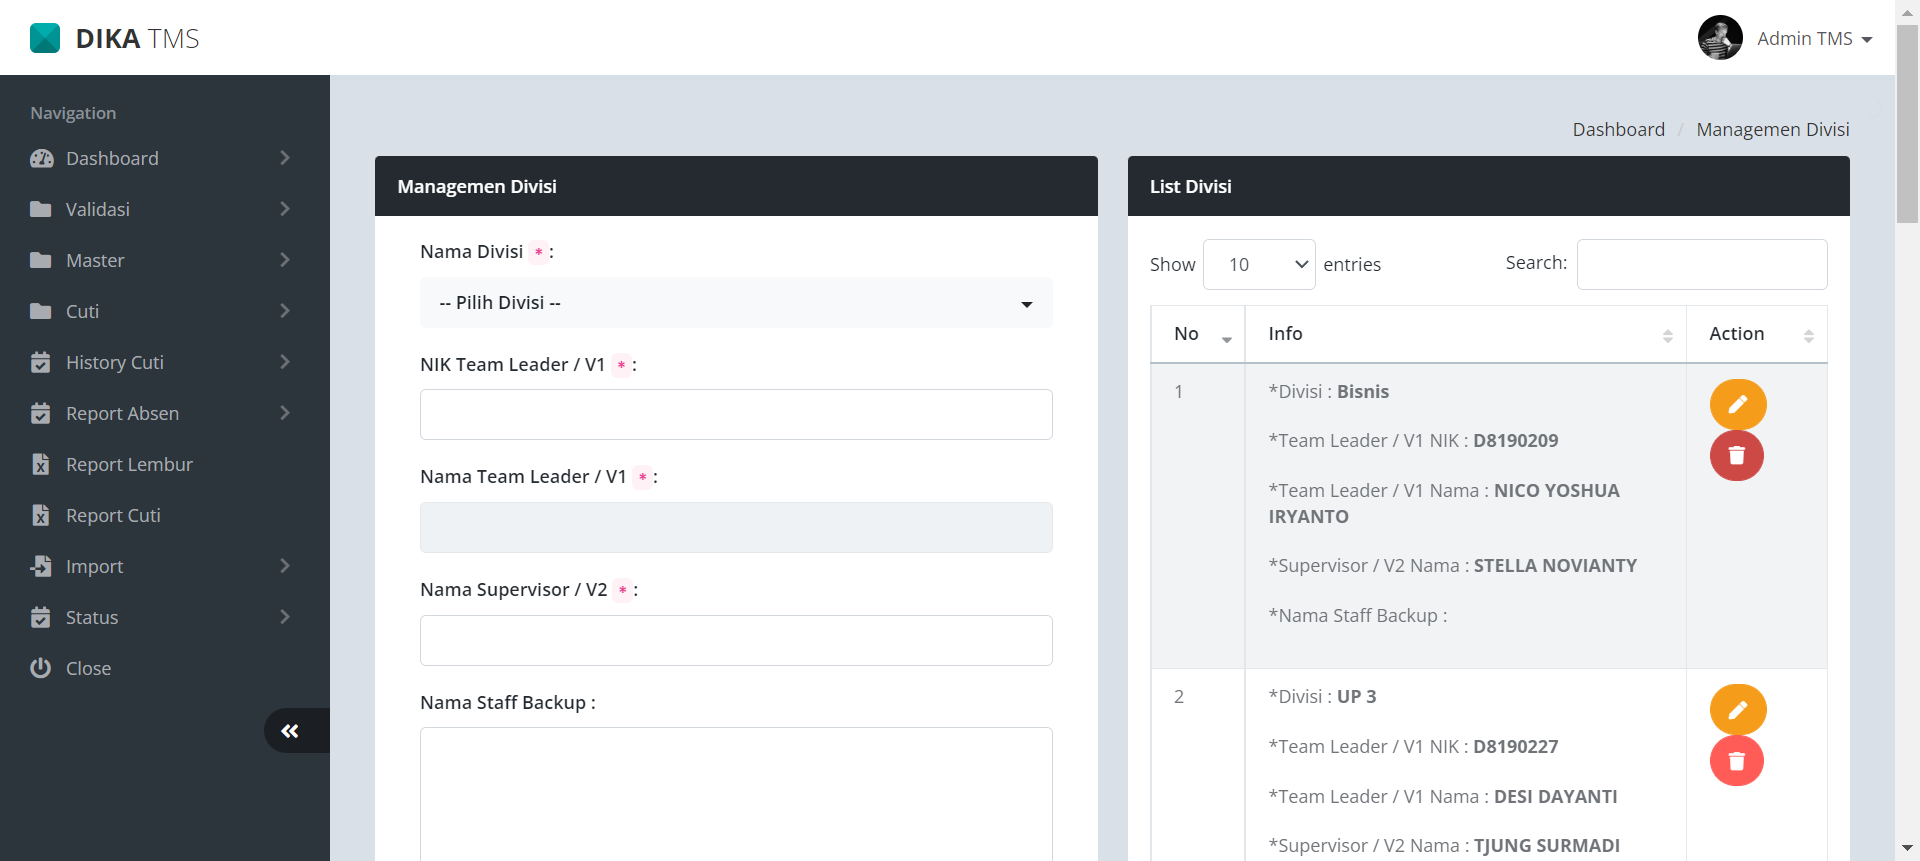 DIKA TMS
Admin TMS
Navigation
Dashboard
Validasi
Master
Cuti
History Cuti
Report Absen
Report Lembur
Report Cuti
Import
Status
Close
Dashboard / Managemen Divisi
Managemen Divisi
Nama Divisi * :
-- Pilih Divisi --
NIK Team Leader / V1 * :
Nama Team Leader / V1 * :
Nama Supervisor / V2 * :
Nama Staff Backup :
List Divisi
Show 10 entries
Search:
No Info Action
1
*Divisi : Bisnis
*Team Leader / V1 NIK : D8190209
*Team Leader / V1 Nama : NICO YOSHUA
IRYANTO
*Supervisor / V2 Nama : STELLA NOVIANTY
*Nama Staff Backup :
2
*Divisi : UP 3
*Team Leader / V1 NIK : D8190227
*Team Leader / V1 Nama : DESI DAYANTI
*Supervisor / V2 Nama : TJUNG SURMADI